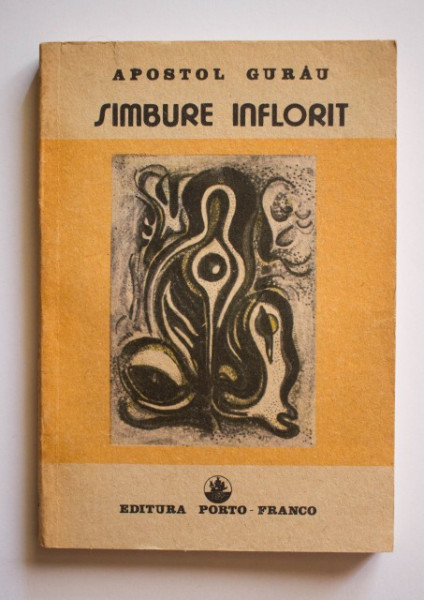 APOSTOL GURĂU
SIMBURE INFLORIT
EDITURA PORTO-FRANCO